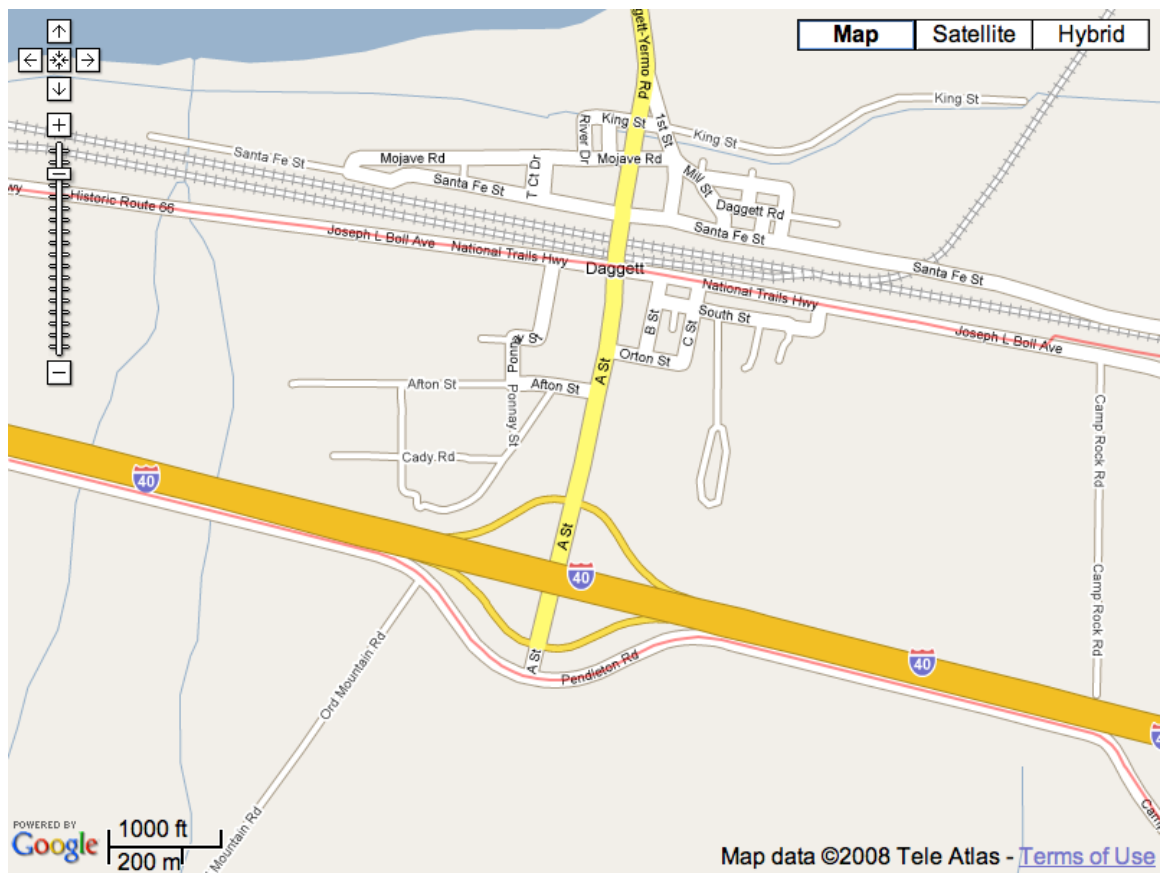 Map
Satellite
Hybrid
ggett-Yermo Rd
King St
King St
King St
1st St
River Dr
Mojave Rd
Mojave Rd
Santa Fe St
Santa Fe St
T Ct Dr
Mill St
Daggett Rd
Santa Fe St
Santa Fe St
wy
Historic Route 66
Joseph L Boll Ave
National Trails Hwy
Daggett
National Trails Hwy
South St
B St
C St
Joseph L Boll Ave
Orton St
A St
Afton St
Afton St
Ponnay St
Cady Rd
Camp Rock Rd
Camp Rock Rd
40
A St
40
40
A St
Pendleton Rd
Ord Mountain Rd
Mountain Rd
POWERED BY
Google
1000 ft
200 m
Map data ©2008 Tele Atlas - Terms of Use